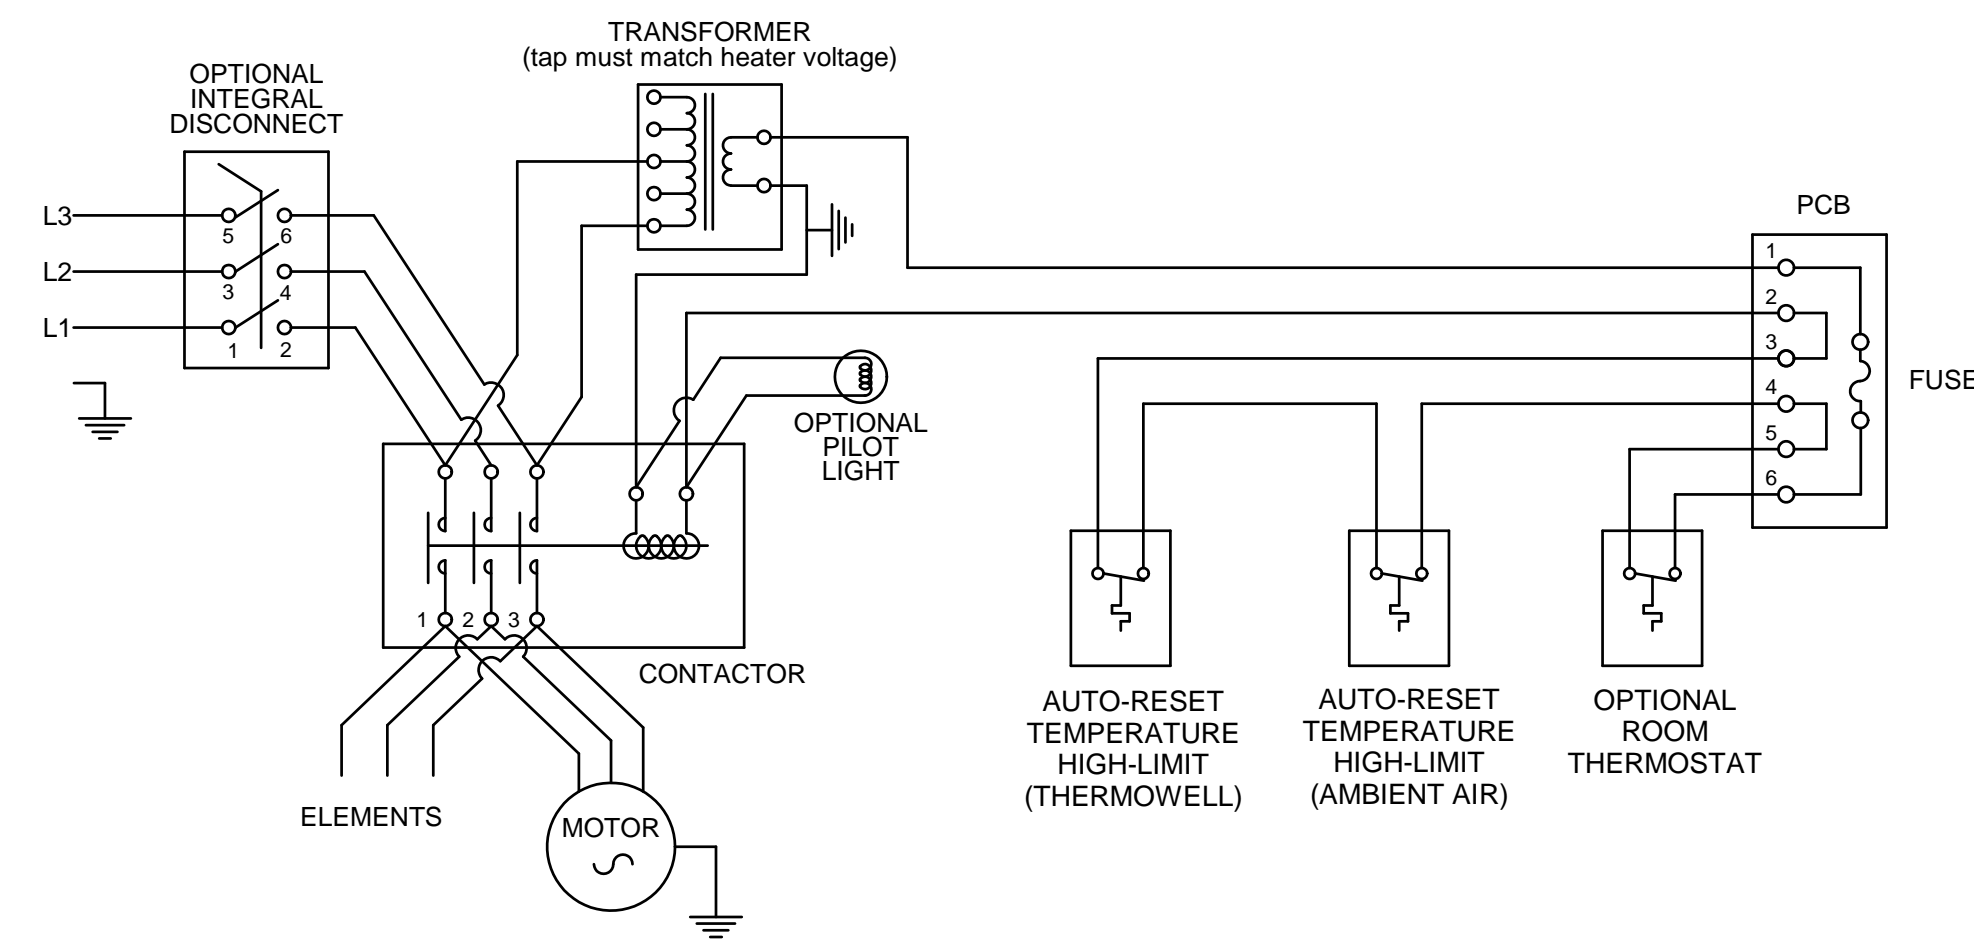 TRANSFORMER
(tap must match heater voltage)
OPTIONAL
INTEGRAL
DISCONNECT
L3
5
6
L2
3
4
L1
1
2
PCB
1
2
3
4
5
6
FUSE
OPTIONAL
PILOT
LIGHT
1
2
3
CONTACTOR
ELEMENTS
MOTOR
AUTO-RESET
TEMPERATURE
HIGH-LIMIT
(THERMOWELL)
AUTO-RESET
TEMPERATURE
HIGH-LIMIT
(AMBIENT AIR)
OPTIONAL
ROOM
THERMOSTAT